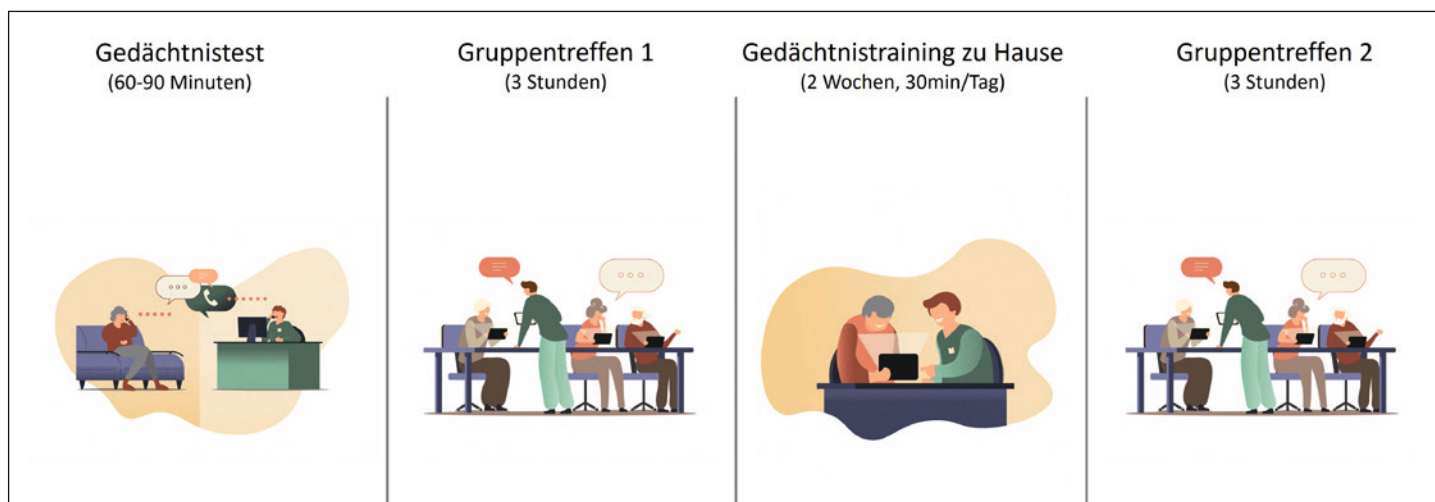 Gedächtnistest
(60-90 Minuten)
Gruppentreffen 1
(3 Stunden)
Gedächtnistraining zu Hause
(2 Wochen, 30min/Tag)
Gruppentreffen 2
(3 Stunden)